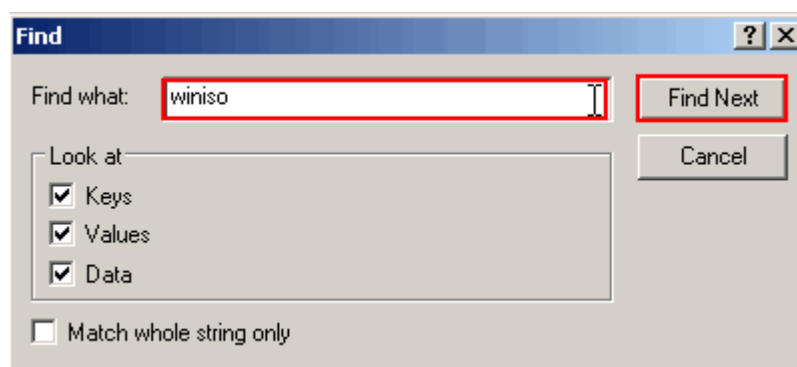 Find
Find what: winiso Find Next
Look at Cancel
Keys
Values
Data
Match whole string only